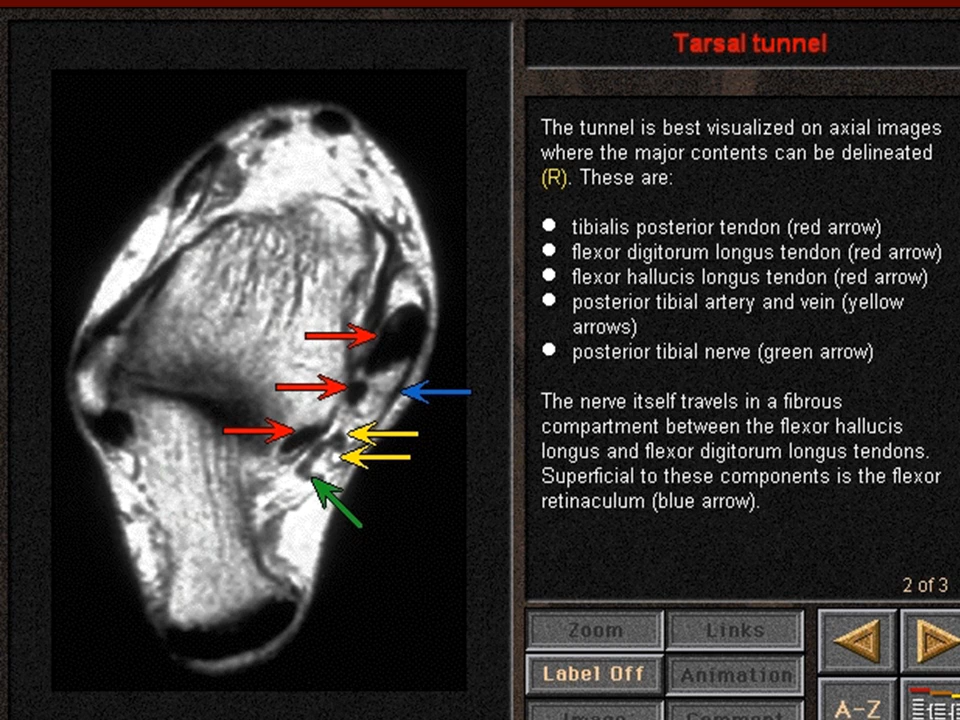 Tarsal tunnel
The tunnel is best visualized on axial images
where the major contents can be delineated
(R). These are:
tibialis posterior tendon (red arrow)
flexor digitorum longus tendon (red arrow)
flexor hallucis longus tendon (red arrow)
posterior tibial artery and vein (yellow
arrows)
posterior tibial nerve (green arrow)
The nerve itself travels in a fibrous
compartment between the flexor hallucis
longus and flexor digitorum longus tendons.
Superficial to these components is the flexor
retinaculum (blue arrow).
2 of 3
Zoom Links
Label Off Animation
A-Z
Image Comment